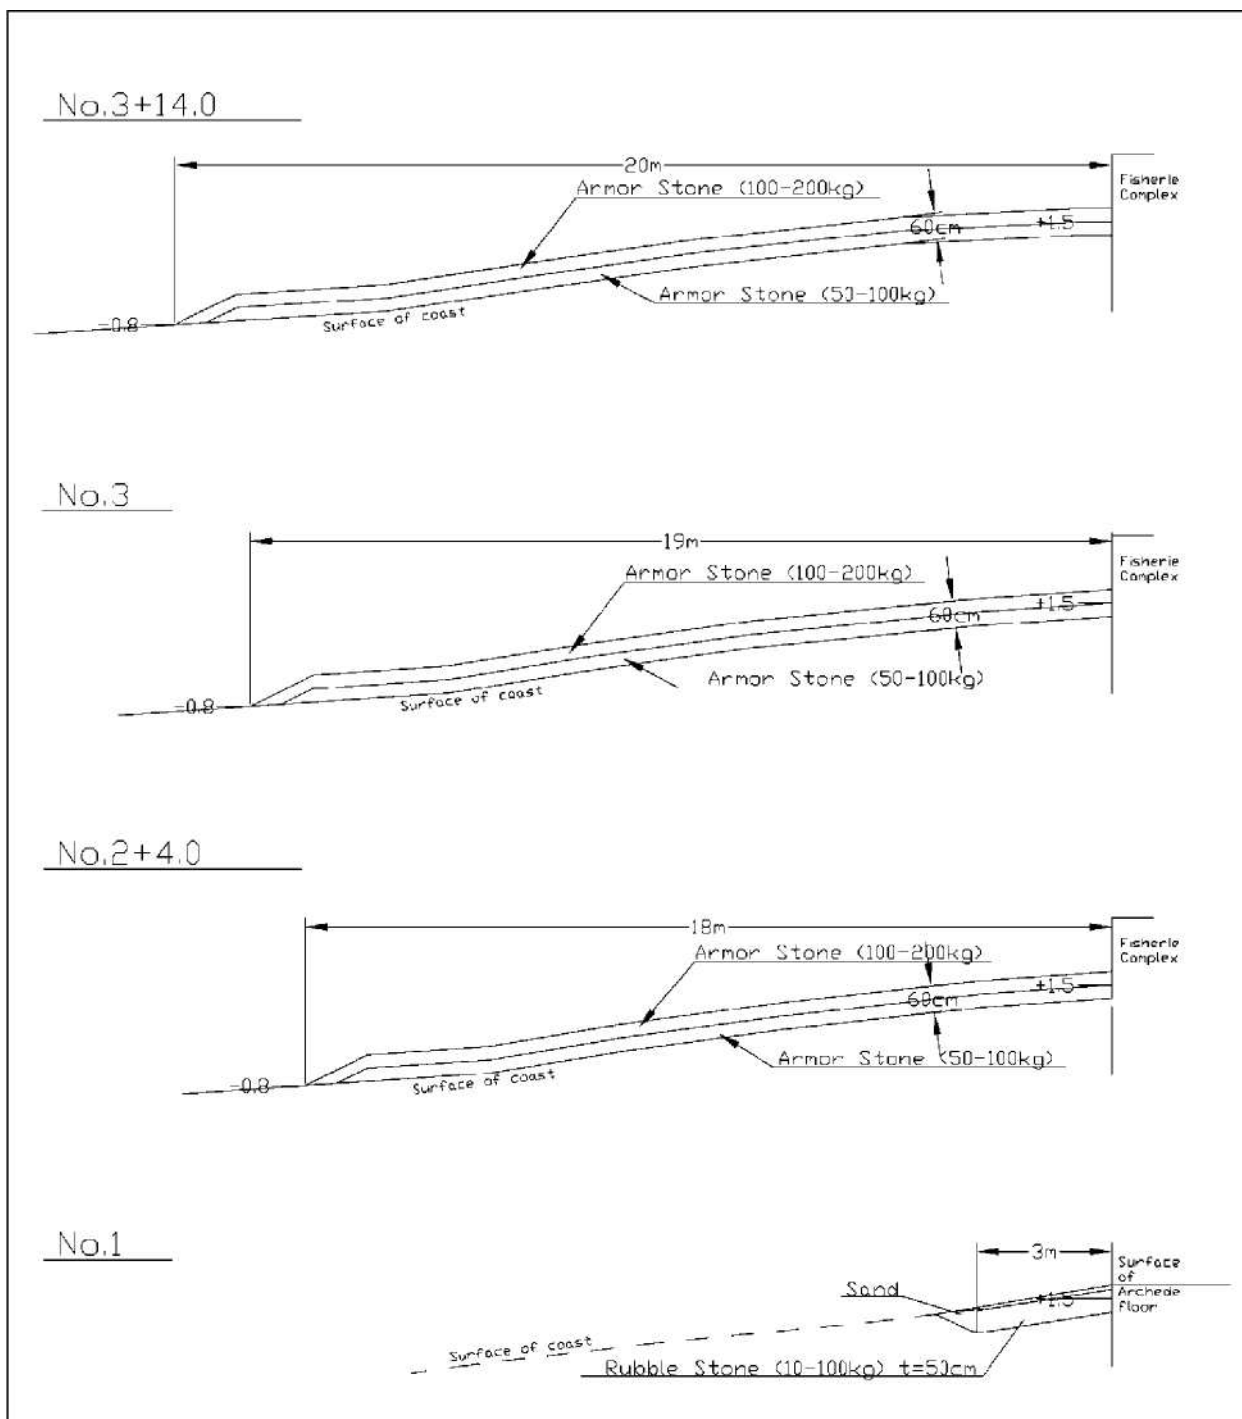 No.3+14.0
20m
Armor Stone (100-200kg)
Fisherie
Complex
60cm
+1.5
Armor Stone (50-100kg)
-0.8
Surface of coast
No.3
19m
Armor Stone (100-200kg)
Fisherie
Complex
60cm
+1.5
Armor Stone (50-100kg)
-0.8
Surface of coast
No.2+4.0
18m
Armor Stone (100-200kg)
Fisherie
Complex
60cm
+1.5
Armor Stone (50-100kg)
-0.8
Surface of coast
No.1
3m
Surface
of
Archede
floor
Sand
+1.5
Surface of coast
Rubble Stone (10-100kg) t=50cm